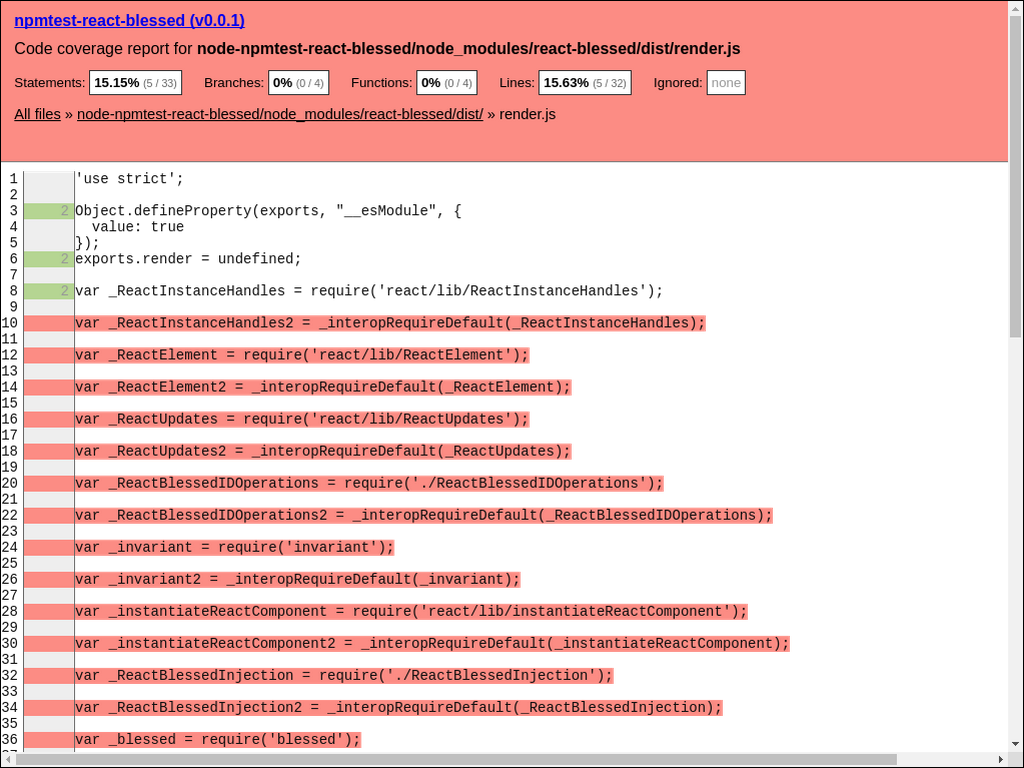 npmtest-react-blessed (v0.0.1)
Code coverage report for node-npmtest-react-blessed/node_modules/react-blessed/dist/render.js
Statements: 15.15% (5 / 33) Branches: 0% (0 / 4) Functions: 0% (0 / 4) Lines: 15.63% (5 / 32) Ignored: none
All files » node-npmtest-react-blessed/node_modules/react-blessed/dist/ » render.js
1 'use strict';
2
3 2 Object.defineProperty(exports, "__esModule", {
4 value: true
5 });
6 2 exports.render = undefined;
7
8 2 var _ReactInstanceHandles = require('react/lib/ReactInstanceHandles');
9
10 var _ReactInstanceHandles2 = _interopRequireDefault(_ReactInstanceHandles);
11
12 var _ReactElement = require('react/lib/ReactElement');
13
14 var _ReactElement2 = _interopRequireDefault(_ReactElement);
15
16 var _ReactUpdates = require('react/lib/ReactUpdates');
17
18 var _ReactUpdates2 = _interopRequireDefault(_ReactUpdates);
19
20 var _ReactBlessedIDOperations = require('./ReactBlessedIDOperations');
21
22 var _ReactBlessedIDOperations2 = _interopRequireDefault(_ReactBlessedIDOperations);
23
24 var _invariant = require('invariant');
25
26 var _invariant2 = _interopRequireDefault(_invariant);
27
28 var _instantiateReactComponent = require('react/lib/instantiateReactComponent');
29
30 var _instantiateReactComponent2 = _interopRequireDefault(_instantiateReactComponent);
31
32 var _ReactBlessedInjection = require('./ReactBlessedInjection');
33
34 var _ReactBlessedInjection2 = _interopRequireDefault(_ReactBlessedInjection);
35
36 var _blessed = require('blessed');